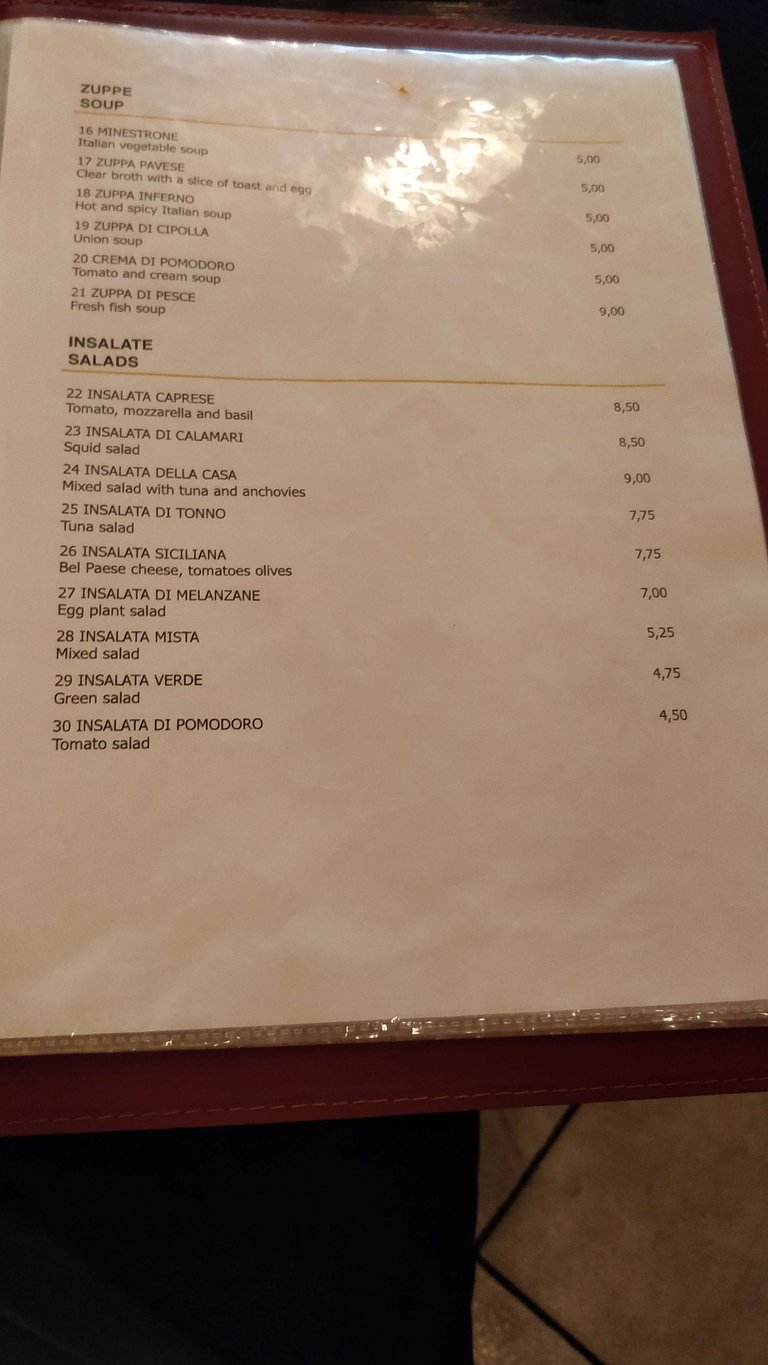 ZUPPE
SOUP
16 MINESTRONE
Italian vegetable soup 5,00
17 ZUPPA PAVESE
Clear broth with a slice of toast and egg 5,00
18 ZUPPA INFERNO
Hot and spicy Italian soup 5,00
19 ZUPPA DI CIPOLLA
Union soup 5,00
20 CREMA DI POMODORO
Tomato and cream soup 5,00
21 ZUPPA DI PESCE
Fresh fish soup 9,00
INSALATE
SALADS
22 INSALATA CAPRESE
Tomato, mozzarella and basil 8,50
23 INSALATA DI CALAMARI
Squid salad 8,50
24 INSALATA DELLA CASA
Mixed salad with tuna and anchovies 9,00
25 INSALATA DI TONNO 7,75
Tuna salad
26 INSALATA SICILIANA 7,75
Bel Paese cheese, tomatoes olives
27 INSALATA DI MELANZANE 7,00
Egg plant salad
28 INSALATA MISTA 5,25
Mixed salad
29 INSALATA VERDE 4,75
Green salad
30 INSALATA DI POMODORO 4,50
Tomato salad